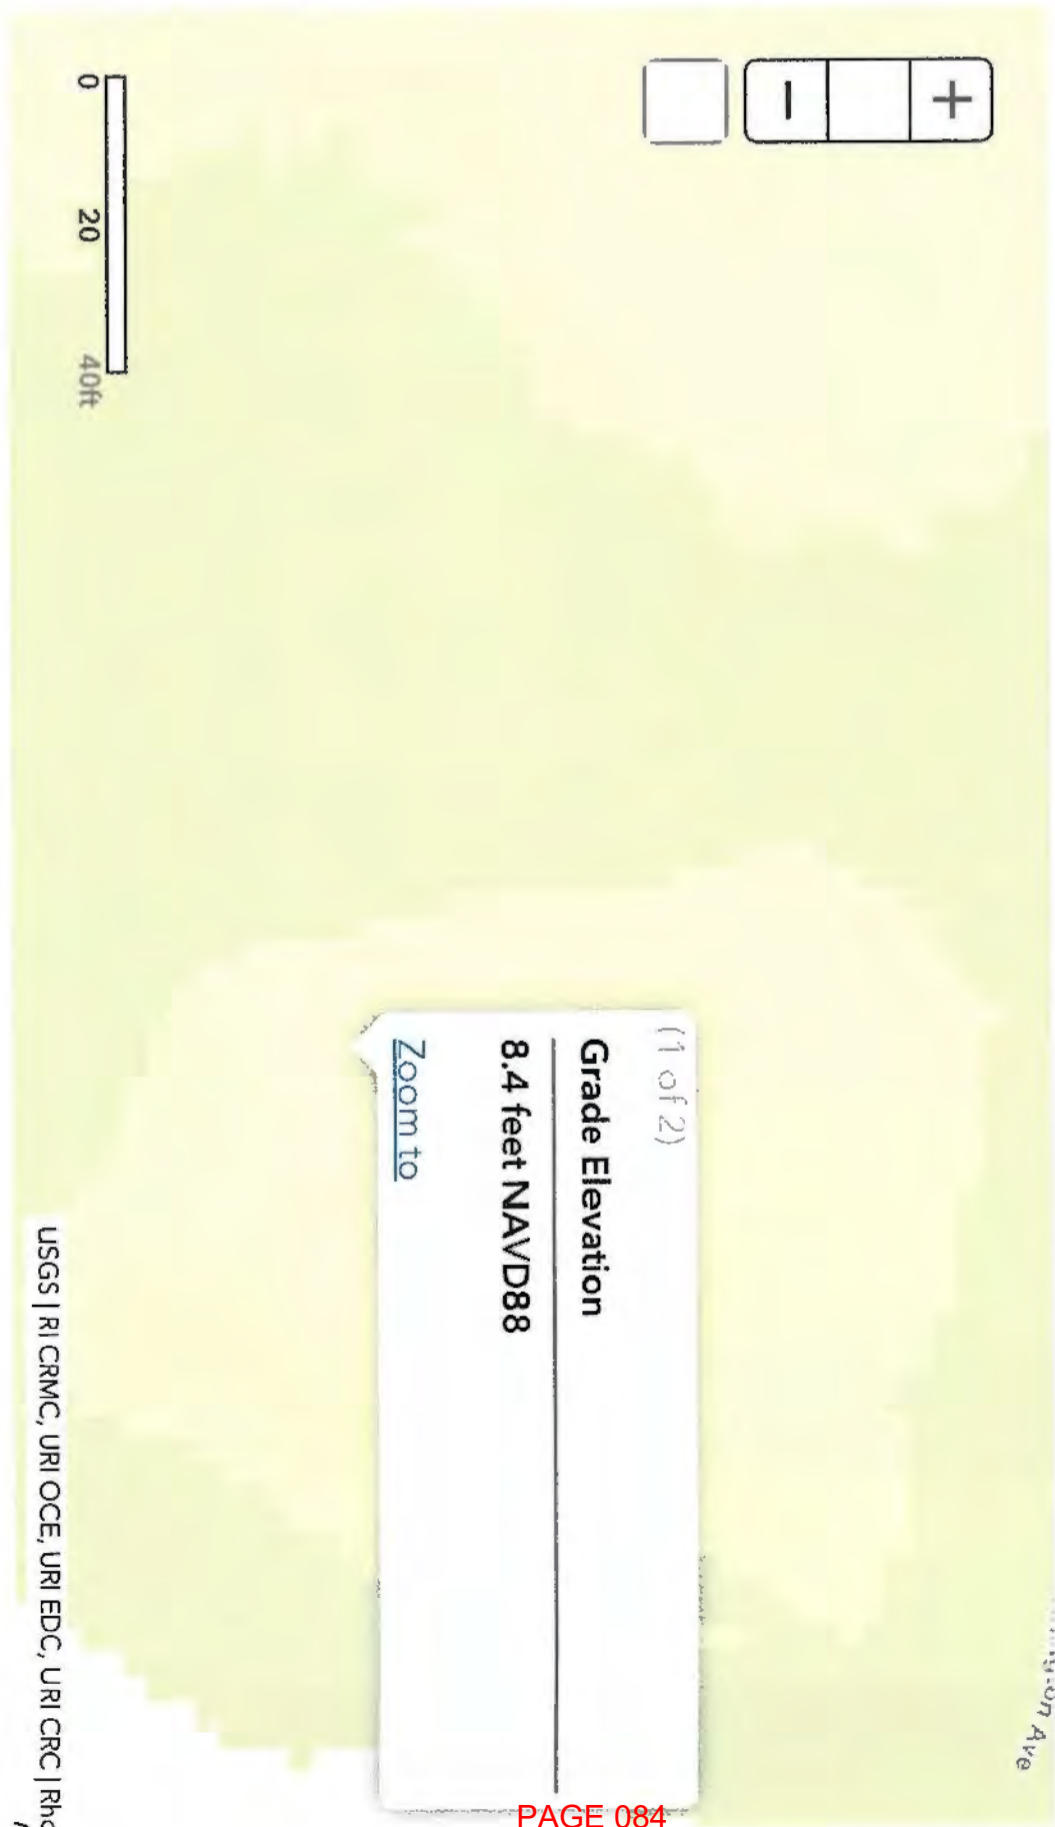 +
−
(1 of 2)
Grade Elevation
8.4 feet NAVD88
Zoom to
Ave
0 20 40ft
USGS | RI CRMC, URI OCE, URI EDC, URI CRC |
PAGE 084